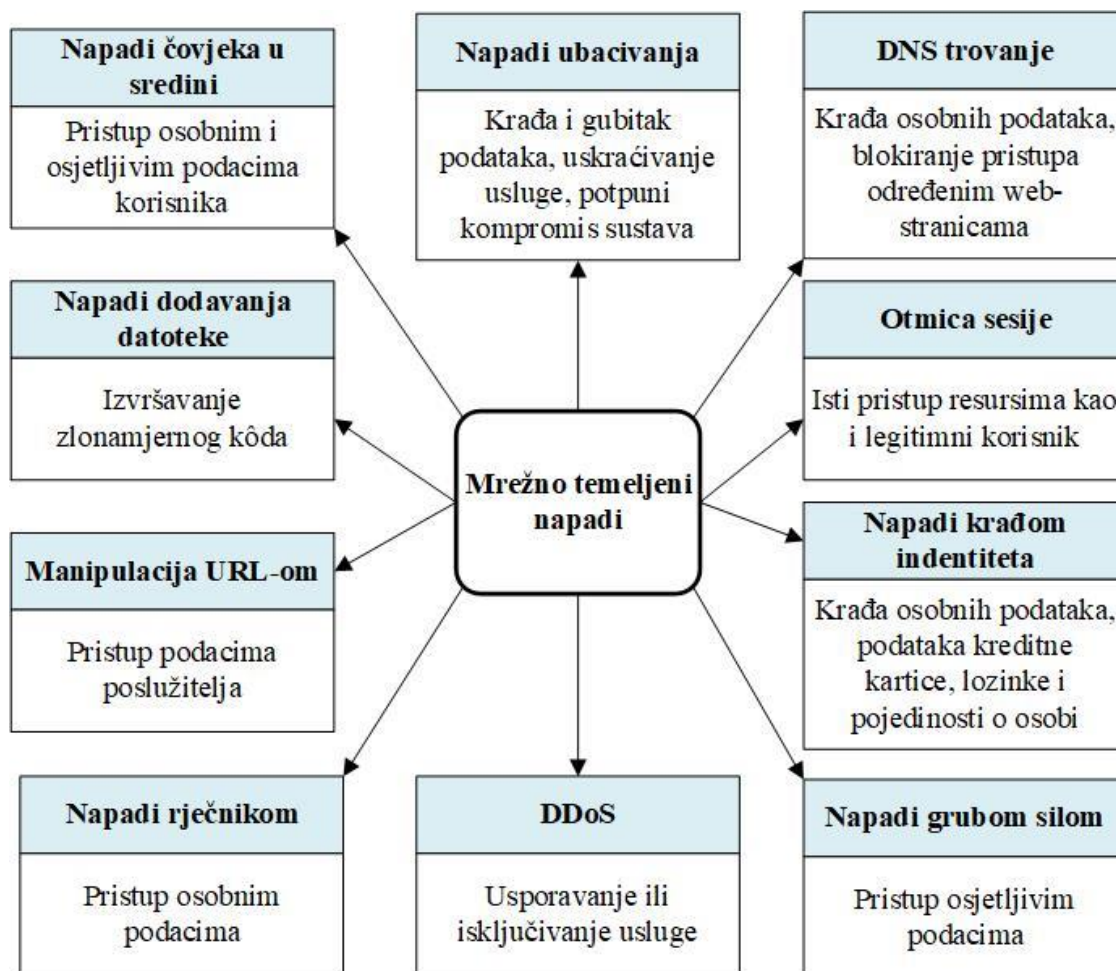 Napadi čovjeka u
sredini
Pristup osobnim i
osjetljivim podacima
korisnika
Napadi ubacivanja
Krađa i gubitak
podataka, uskraćivanje
usluge, potpuni
kompromis sustava
DNS trovanje
Krađa osobnih podataka,
blokiranje pristupa
određenim web-
stranicama
Napadi dodavanja
datoteke
Izvršavanje
zlonamjernog kôda
Otmica sesije
Isti pristup resursima kao
i legitimni korisnik
Mrežno temeljeni
napadi
Manipulacija URL-om
Pristup podacima
poslužitelja
Napadi krađom
indentiteta
Krađa osobnih podataka,
podataka kreditne
kartice, lozinke i
pojedinosti o osobi
Napadi rječnikom
Pristup osobnim
podacima
DDoS
Usporavanje ili
isključivanje usluge
Napadi grubom silom
Pristup osjetljivim
podacima